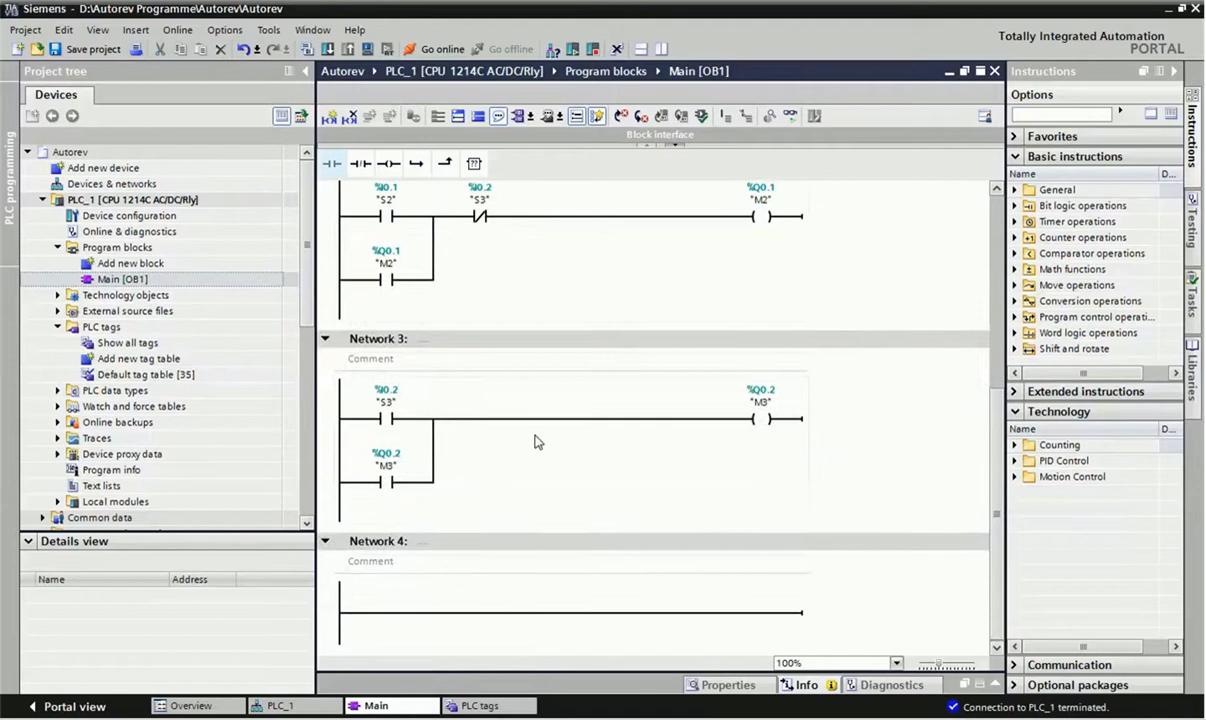 Siemens - D:\Autorev Programme\Autorev\Autorev
Project Edit View Insert Online Options Window Help
Totally Integrated Automation
PORTAL
Save project Go online Go offline
Project tree
Autorev PLC_1 [CPU 1214C AC/DC/Rly] Program blocks Main [OB1]
Instructions
Devices
Options
PLC programming
Block interface
Autorev
Add new device
Devices & networks
PLC_1 [CPU 1214C AC/DC/Rly]
Device configuration
Online & diagnostics
Program blocks
Add new block
Main [OB1]
Technology objects
External source files
PLC tags
Show all tags
Add new tag table
Default tag table [35]
PLC data types
Watch and force tables
Online backups
Traces
Device proxy data
Program info
Text lists
Local modules
Common data
Details view
Name Address
%I0.1 %I0.2 %Q0.1
"S2" "S3" "M2"
%Q0.1
"M2"
Network 3:
Comment
%I0.2 %Q0.2
"S3" "M3"
%Q0.2
"M3"
Network 4:
Comment
100%
Properties Info Diagnostics
Favorites
Basic instructions
Name D...
General
Bit logic operations
Timer operations
Counter operations
Comparator operations
Math functions
Move operations
Conversion operations
Program control operati...
Word logic operations
Shift and rotate
Extended instructions
Technology
Name D...
Counting
PID Control
Motion Control
Communication
Optional packages
Instructions
Testing
Tasks
Libraries
Portal view Overview PLC_1 Main PLC tags
Connection to PLC_1 terminated.